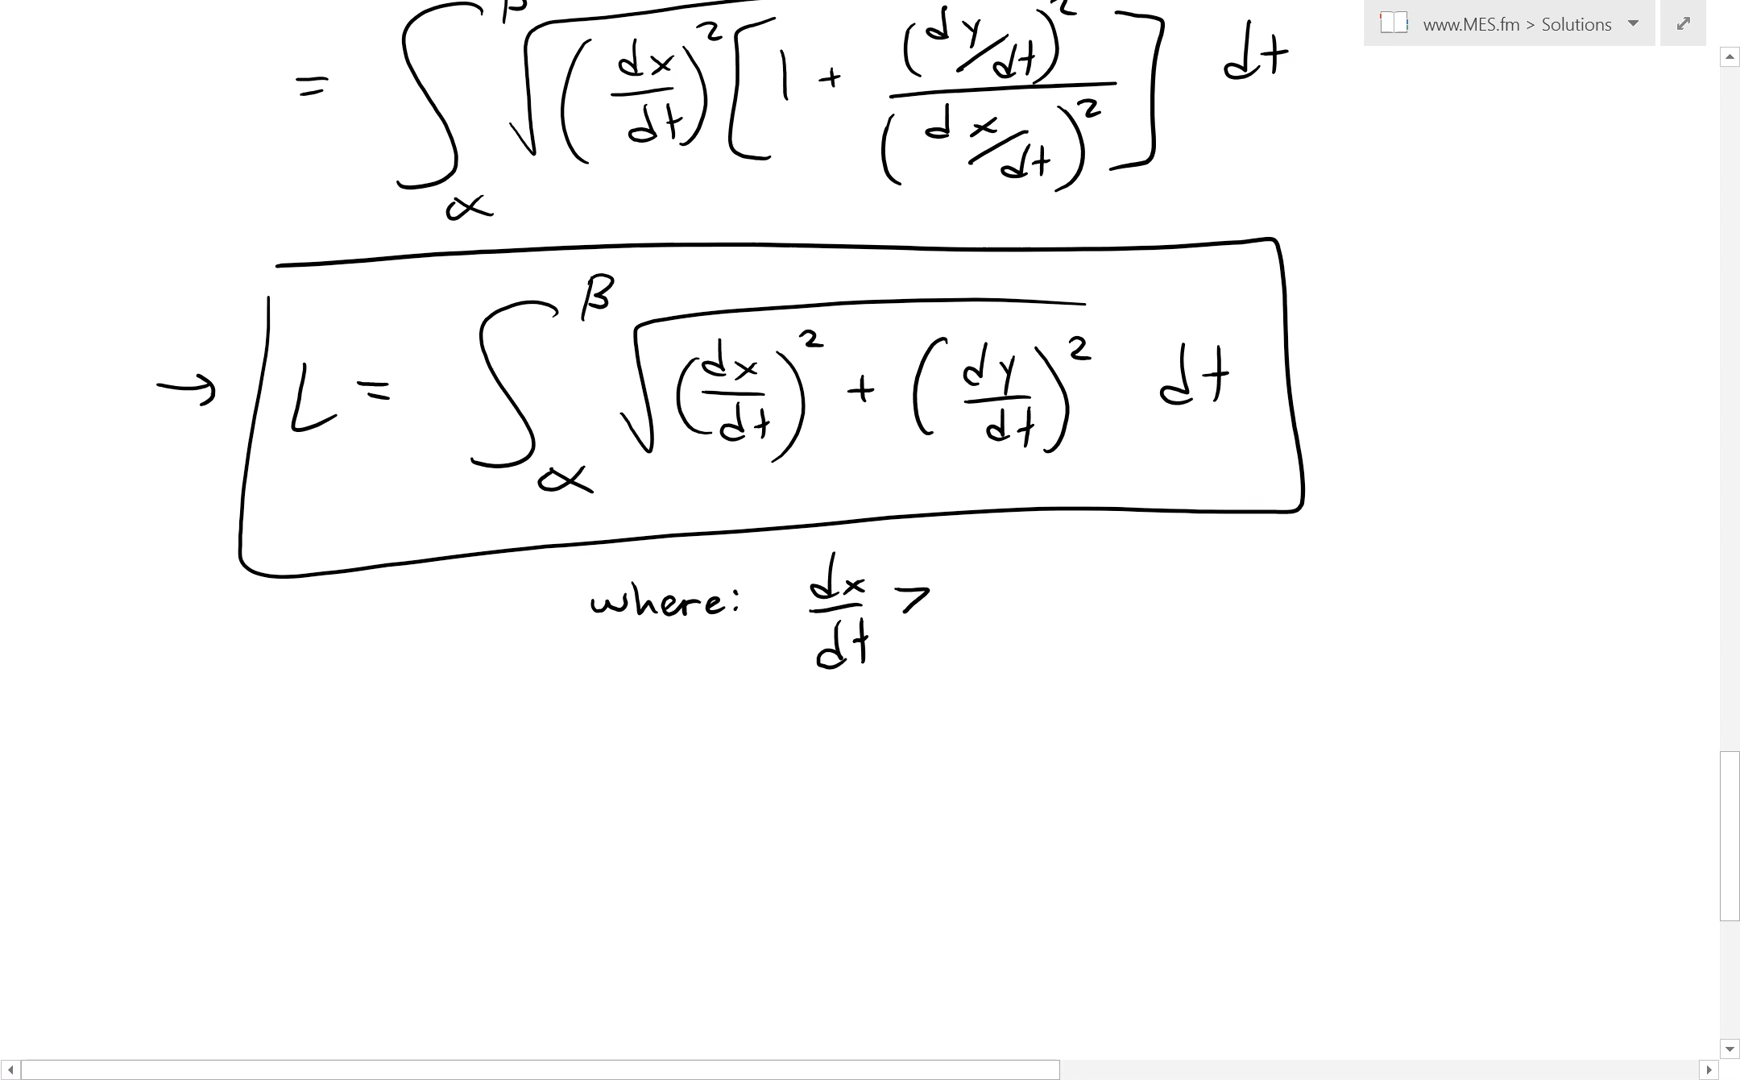 www.MES.fm > Solutions
= ∫_α^β √((dx/dt)² [1 + (dy/dt)²/(dx/dt)²]) dt
→ L = ∫_α^β √((dx/dt)² + (dy/dt)²) dt
where: dx/dt >